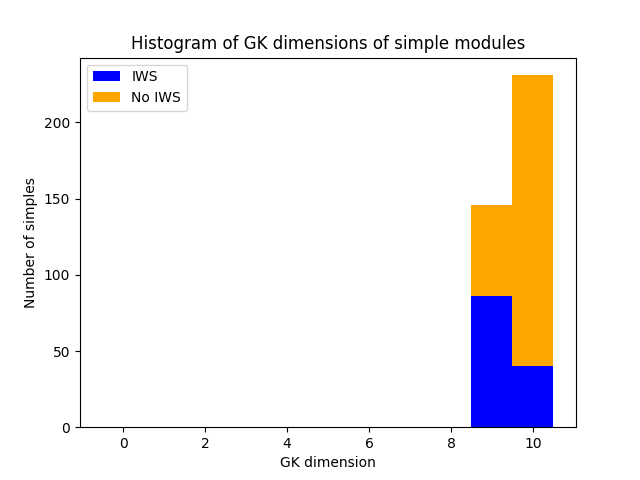 Histogram of GK dimensions of simple modules
IWS
No IWS
Number of simples
200
150
100
50
0
0 2 4 6 8 10
GK dimension